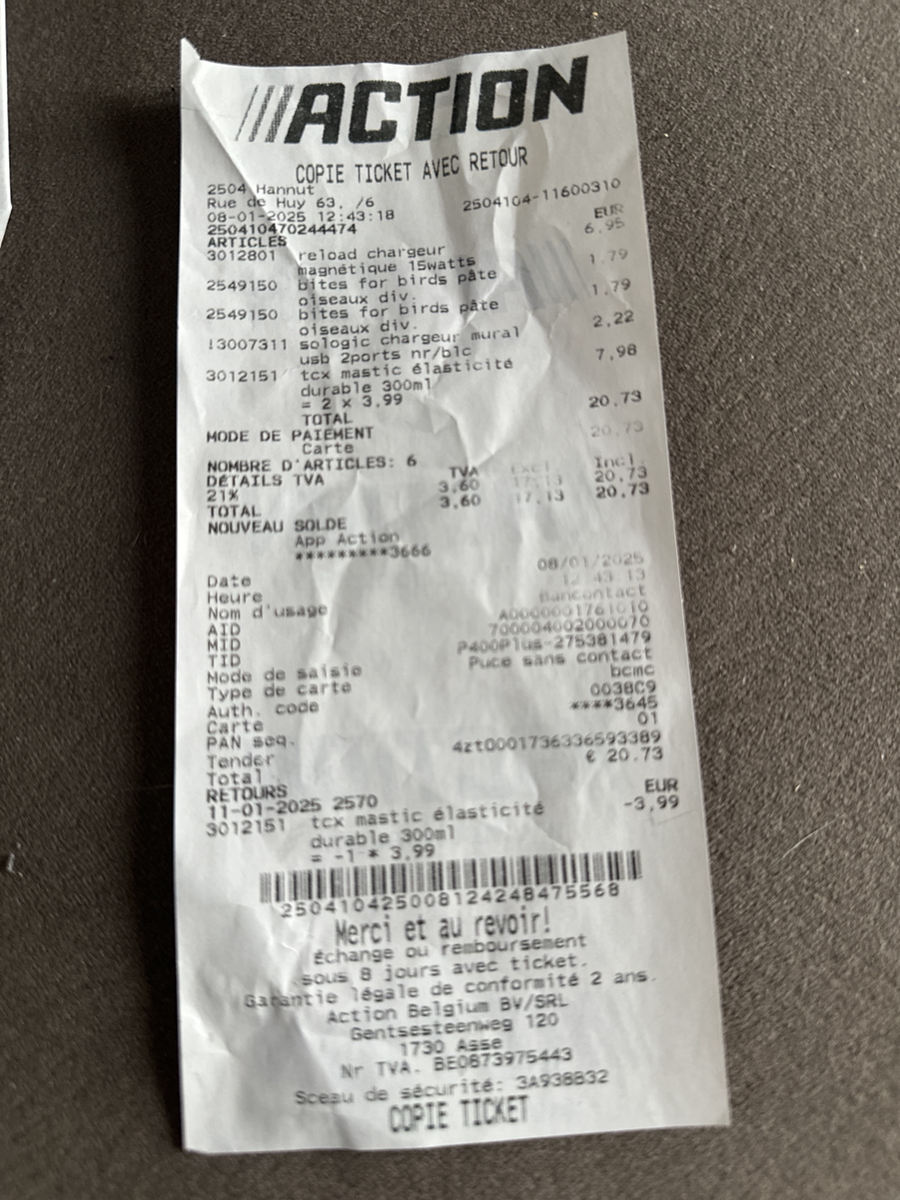 ACTION
COPIE TICKET AVEC RETOUR
2504 Hannut
Rue de Huy 63, /6 2504104-11600310
08-01-2025 12:43:18
250410470244474 EUR
ARTICLES
3012801 reload chargeur 6.95
magnétique 15watts
2549150 bites for birds pâte 1,79
oiseaux div.
2549150 bites for birds pâte 1,79
oiseaux div.
13007311 sologic chargeur mural 2,22
usb 2ports nr/blc
3012151 tcx mastic élasticité 7,98
durable 300ml
= 2 x 3,99
TOTAL 20,73
MODE DE PAIEMENT
Carte 20,73
NOMBRE D'ARTICLES: 6
DÉTAILS TVA TVA Excl. Incl.
21% 3,60 17,13 20,73
TOTAL 3,60 17,13 20,73
NOUVEAU SOLDE
App Action
*********3666
Date 08/01/2025
Heure 12:43:13
Nom d'usage Bancontact
AID A0000001761010
MID 700004002000070
TID P400Plus-275381479
Mode de saisie Puce sans contact
Type de carte bcmc
Auth. code 0038C9
Carte ****3645
PAN seq. 01
Tender 4zt0001736336593389
Total € 20.73
RETOURS
11-01-2025 2570 EUR
3012151 tcx mastic élasticité -3,99
durable 300ml
= -1 * 3,99
2504104250081242484755​68
Merci et au revoir!
Échange ou remboursement
sous 8 jours avec ticket.
Garantie légale de conformité 2 ans.
Action Belgium BV/SRL
Gentsesteenweg 120
1730 Asse
Nr TVA. BE0873975443
Sceau de sécurité: 3A938B32
COPIE TICKET